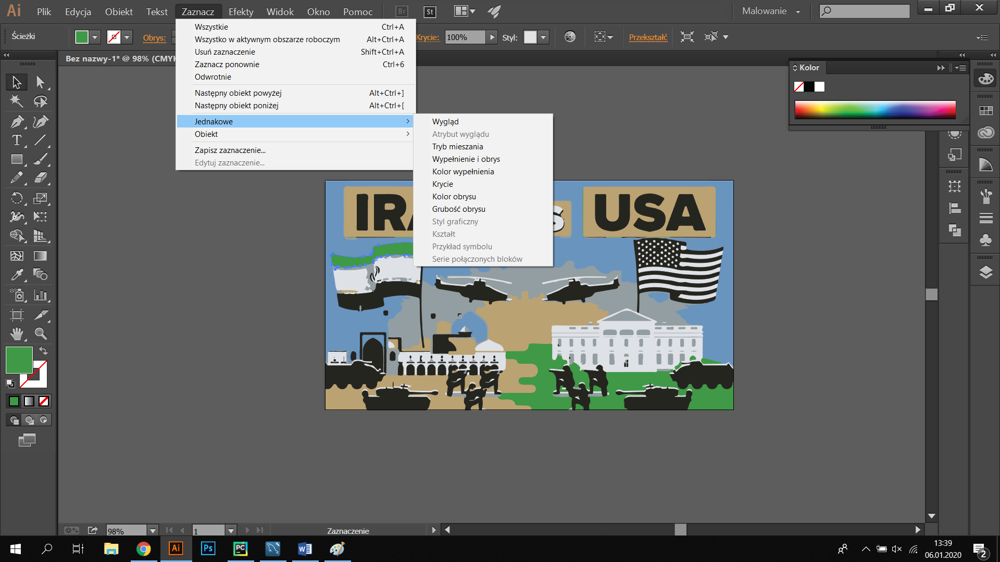 Ai Plik Edycja Obiekt Tekst Zaznacz Efekty Widok Okno Pomoc Br St Malowanie
Ścieżki Obrys: Krycie: 100% Styl: Przekształć
Bez nazwy-1* @ 98% (CMYK
Wszystkie Ctrl+A
Wszystko w aktywnym obszarze roboczym Alt+Ctrl+A
Usuń zaznaczenie Shift+Ctrl+A
Zaznacz ponownie Ctrl+6
Odwrotnie
Następny obiekt powyżej Alt+Ctrl+]
Następny obiekt poniżej Alt+Ctrl+[
Jednakowe
Obiekt
Zapisz zaznaczenie...
Edytuj zaznaczenie...
Wygląd
Atrybut wyglądu
Tryb mieszania
Wypełnienie i obrys
Kolor wypełnienia
Krycie
Kolor obrysu
Grubość obrysu
Styl graficzny
Kształt
Przykład symbolu
Serie połączonych bloków
Kolor
IRA S USA
98% 1 Zaznaczenie
Ai Ps PC W
13:39
06.01.2020
2